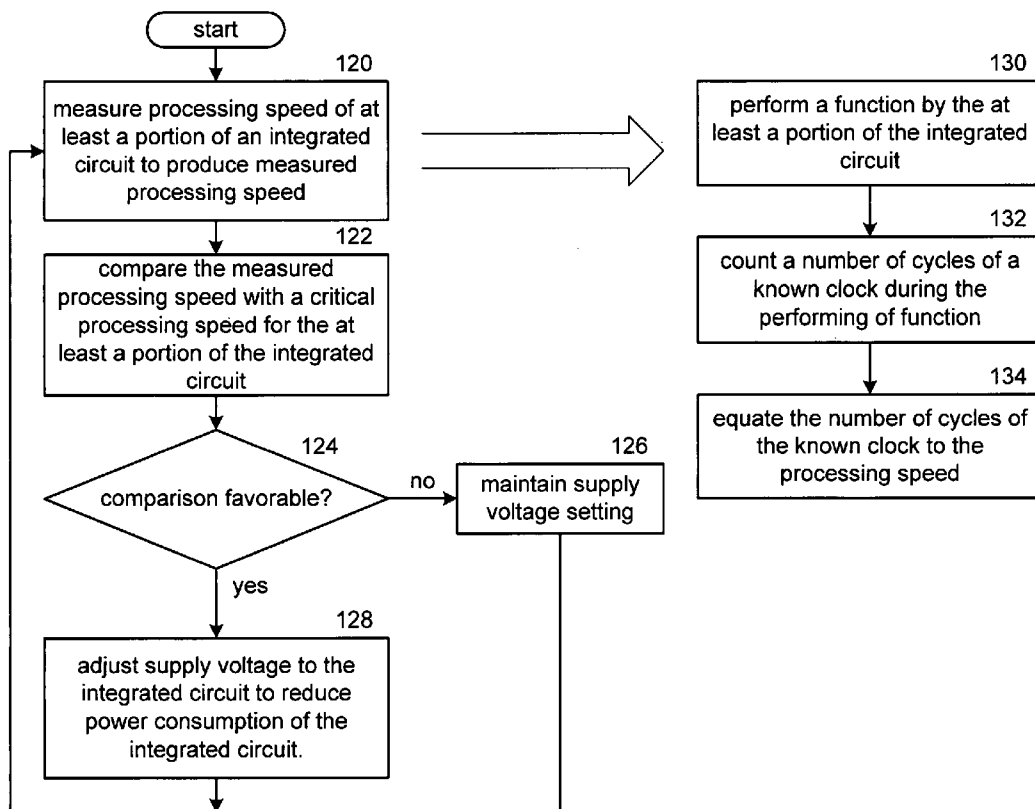 start
120
measure processing speed of at
least a portion of an integrated
circuit to produce measured
processing speed
122
compare the measured
processing speed with a critical
processing speed for the at
least a portion of the integrated
circuit
124
comparison favorable?
no
126
maintain supply
voltage setting
yes
128
adjust supply voltage to the
integrated circuit to reduce
power consumption of the
integrated circuit.
130
perform a function by the at
least a portion of the integrated
circuit
132
count a number of cycles of a
known clock during the
performing of function
134
equate the number of cycles
of the known clock to the
processing speed